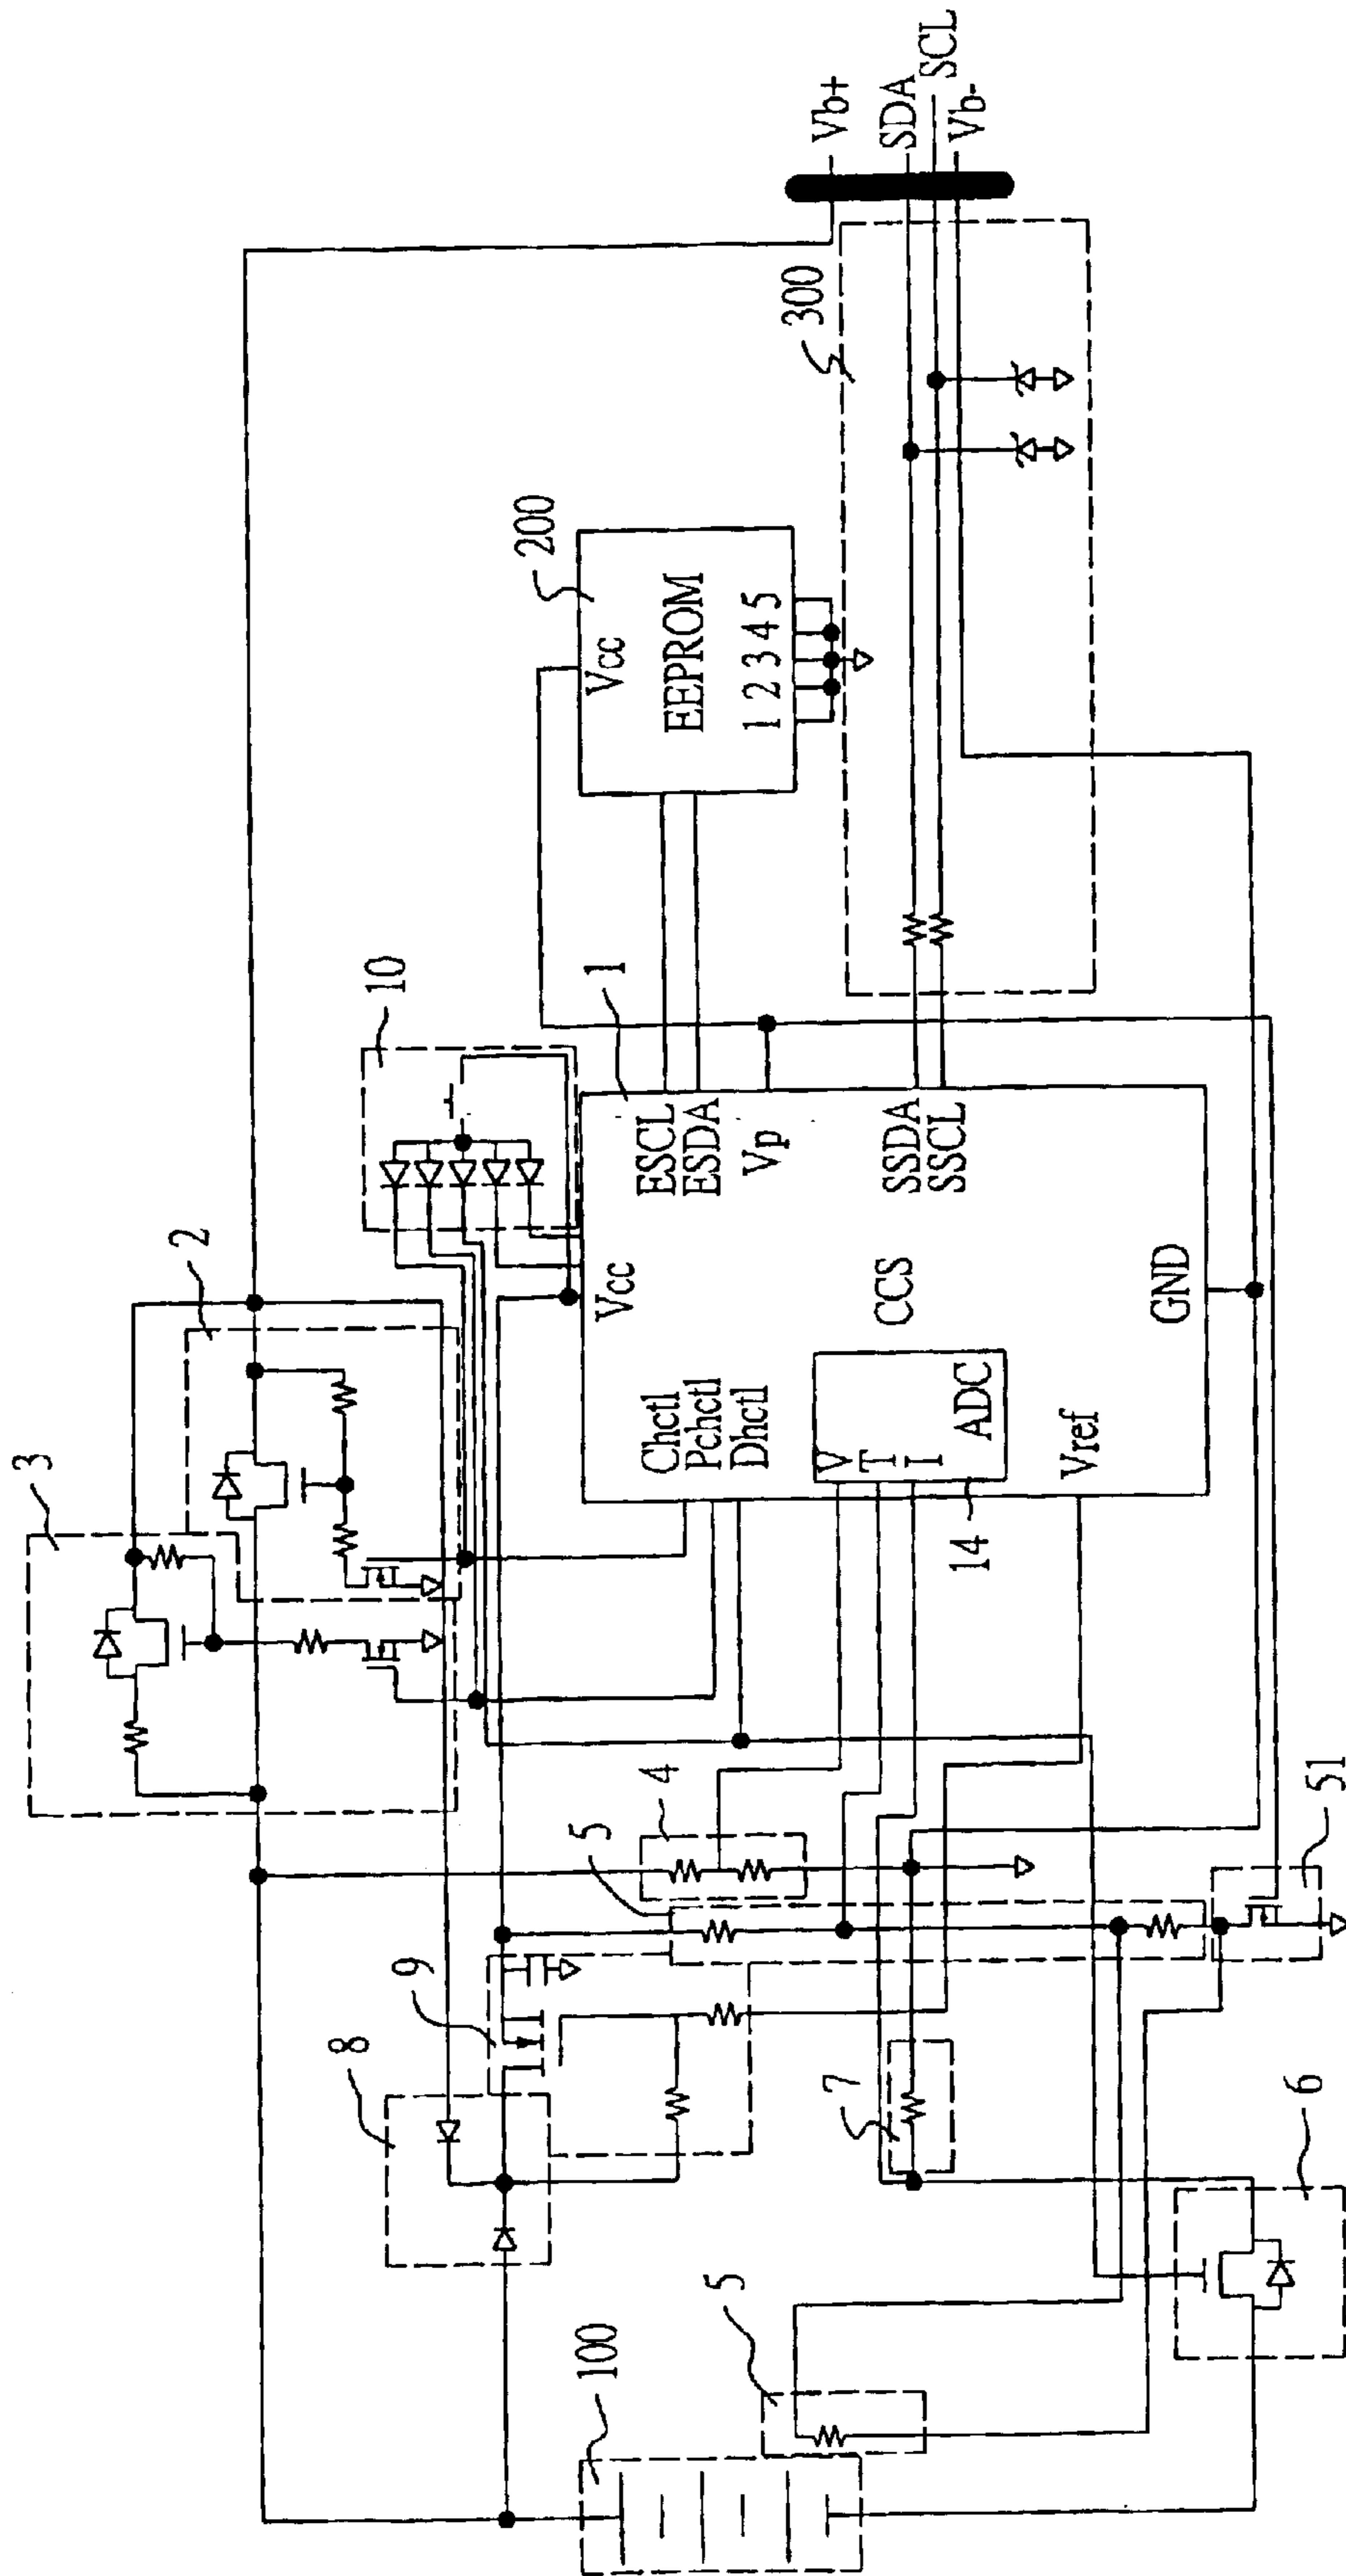 3
2
10
Vb+
SDA
SCL
Vb-
300
200
Vcc
EEPROM
1 2 3 4 5
1
ESCL
ESDA
Vp
SSDA
SSCL
Vcc
CCS
GND
Chctl
Pchctl
Dhctl
V
T
I
ADC
14
Vref
4
5
51
9
8
7
6
5
100